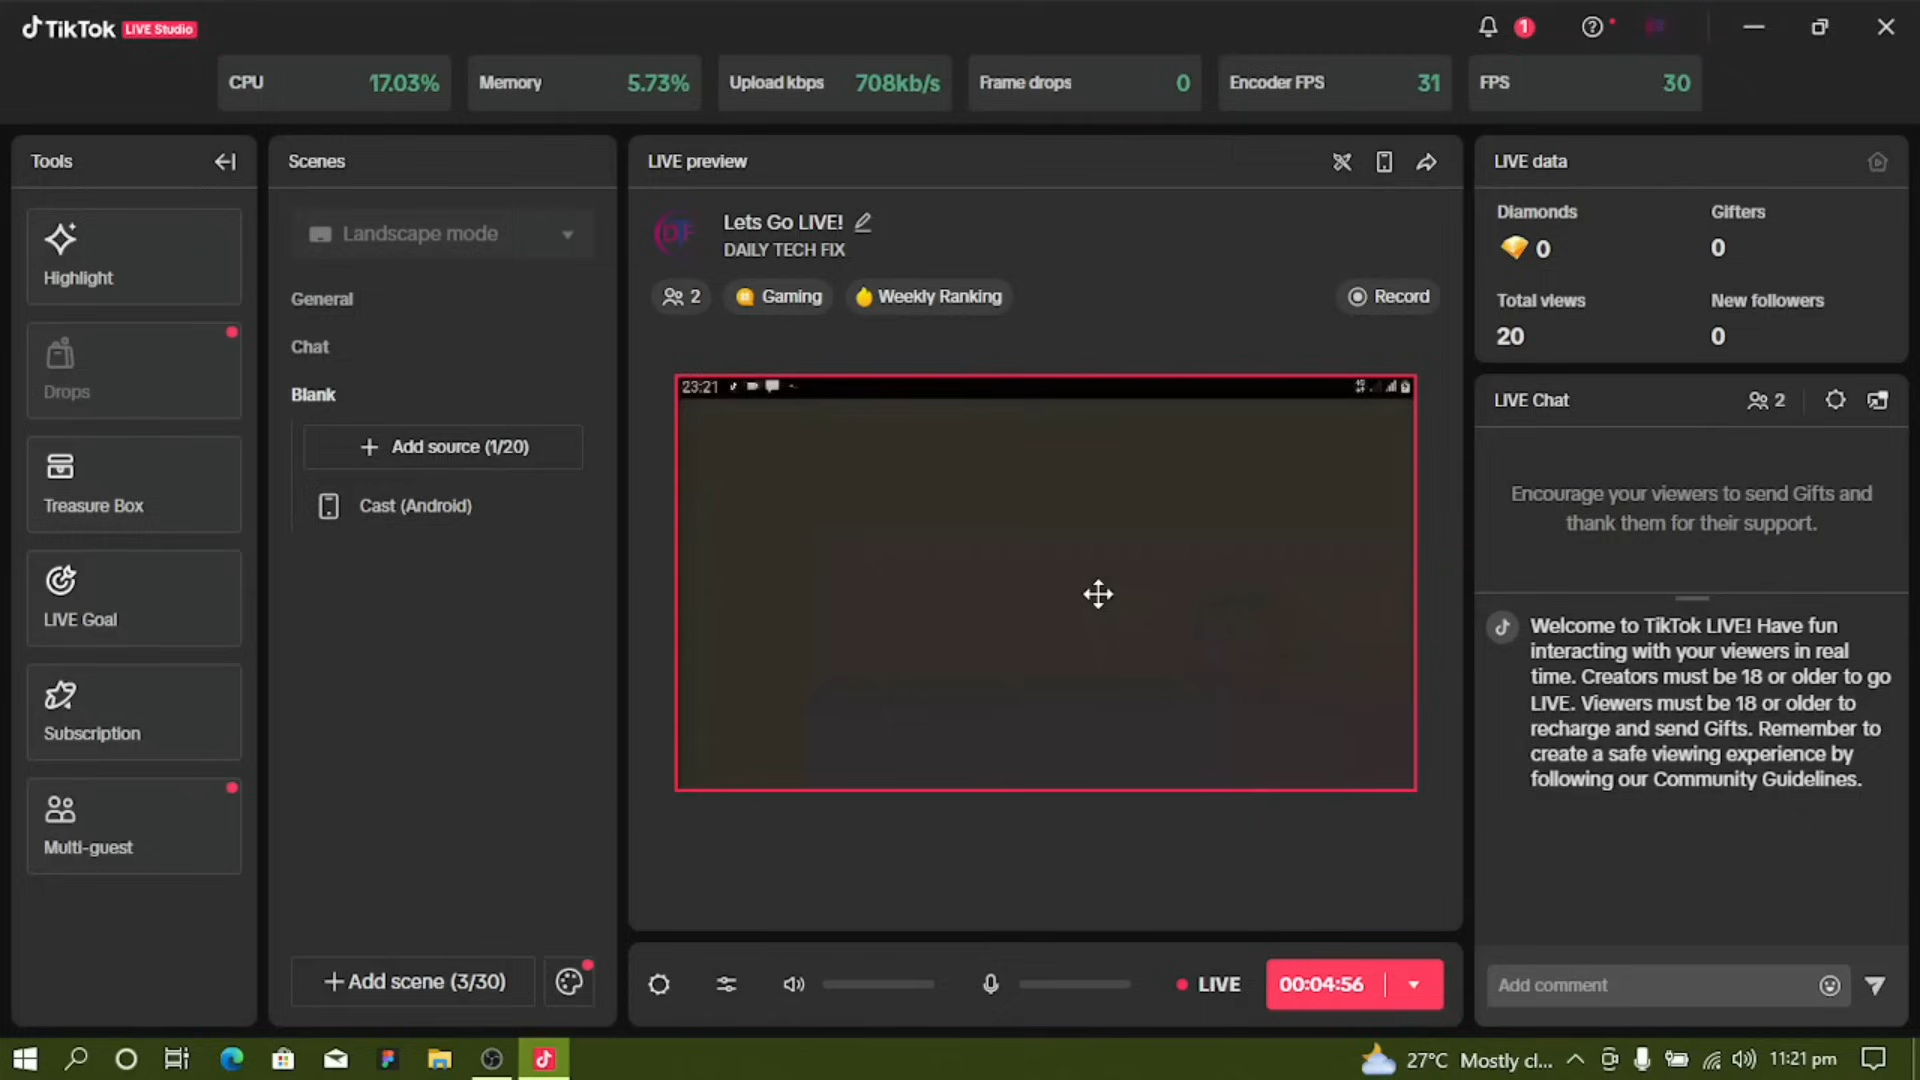 TikTok LIVE Studio
1
CPU 17.03%
Memory 5.73%
Upload kbps 708kb/s
Frame drops 0
Encoder FPS 31
FPS 30
Tools
Highlight
Drops
Treasure Box
LIVE Goal
Subscription
Multi-guest
Scenes
Landscape mode
General
Chat
Blank
+ Add source (1/20)
Cast (Android)
+ Add scene (3/30)
LIVE preview
Lets Go LIVE!
DAILY TECH FIX
2
Gaming
Weekly Ranking
Record
23:21
LIVE
00:04:56
LIVE data
Diamonds Gifters
0 0
Total views New followers
20 0
LIVE Chat 2
Encourage your viewers to send Gifts and
thank them for their support.
Welcome to TikTok LIVE! Have fun
interacting with your viewers in real
time. Creators must be 18 or older to go
LIVE. Viewers must be 18 or older to
recharge and send Gifts. Remember to
create a safe viewing experience by
following our Community Guidelines.
Add comment
27°C Mostly cl... 11:21 pm